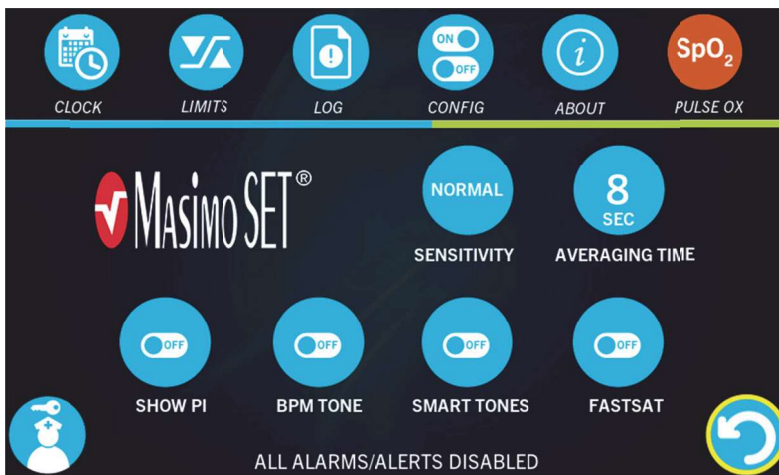 ON
OFF
i
SpO2
CLOCK
LIMITS
LOG
CONFIG
ABOUT
PULSE OX
Masimo SET®
NORMAL
8
SEC
SENSITIVITY
AVERAGING TIME
OFF
OFF
OFF
OFF
SHOW PI
BPM TONE
SMART TONES
FASTSAT
ALL ALARMS/ALERTS DISABLED